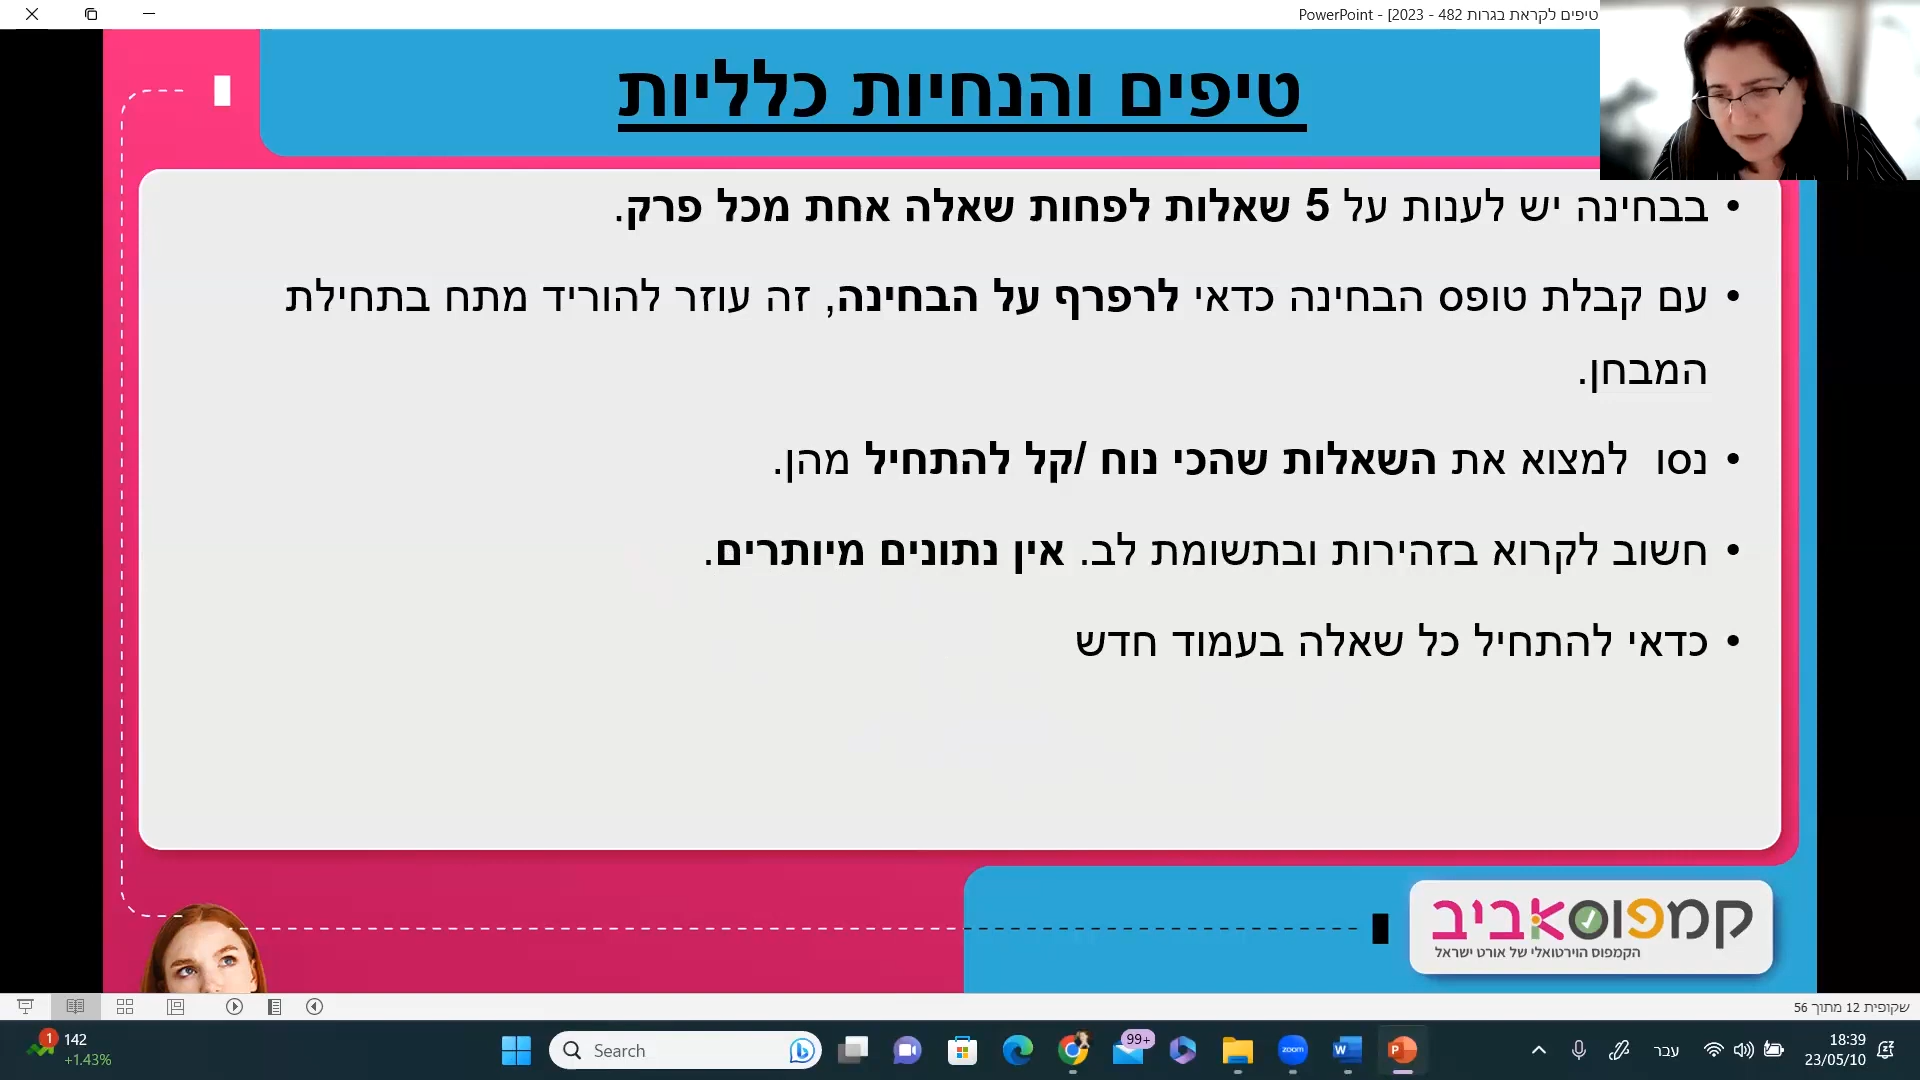 טיפים לקראת בגרות 482 - 2023] - PowerPoint
טיפים והנחיות כלליות
• בבחינה יש לענות על 5 שאלות לפחות שאלה אחת מכל פרק.
• עם קבלת טופס הבחינה כדאי לרפרף על הבחינה, זה עוזר להוריד מתח בתחילת
המבחן.
• נסו למצוא את השאלות שהכי נוח /קל להתחיל מהן.
• חשוב לקרוא בזהירות ובתשומת לב. אין נתונים מיותרים.
• כדאי להתחיל כל שאלה בעמוד חדש
קמפוסאביב
הקמפוס הוירטואלי של אורט ישראל
שקופית 12 מתוך 56
1
142
+1.43%
Search
99+
zoom
W
P
עבר
18:39
23/05/10